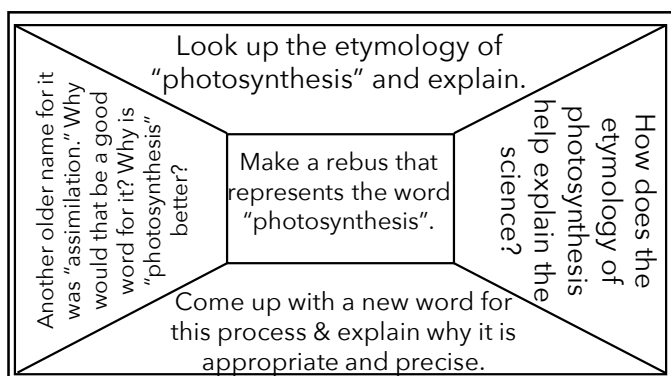 Look up the etymology of
“photosynthesis” and explain.
Another older name for it
was “assimilation.” Why
would that be a good
word for it? Why is
“photosynthesis”
better?
Make a rebus that
represents the word
“photosynthesis”.
How does the
etymology of
photosynthesis
help explain the
science?
Come up with a new word for
this process & explain why it is
appropriate and precise.